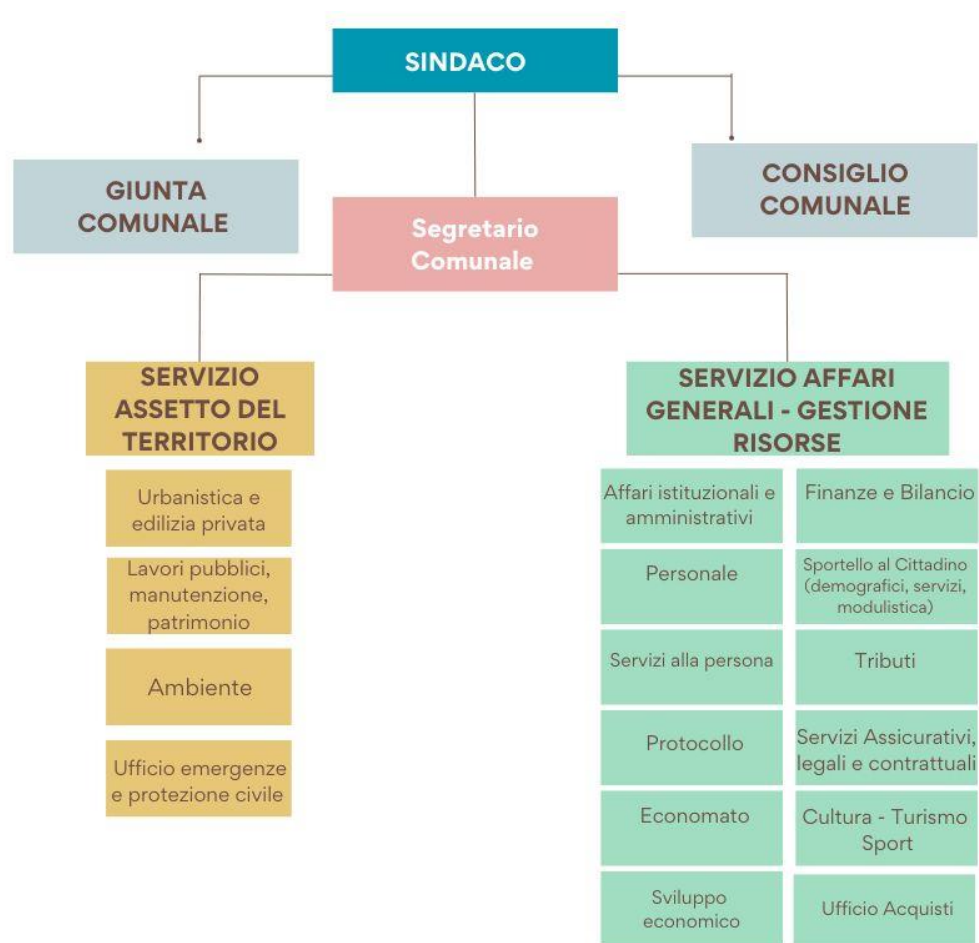 SINDACO
GIUNTA
COMUNALE
CONSIGLIO
COMUNALE
Segretario
Comunale
SERVIZIO
ASSETTO DEL
TERRITORIO
Urbanistica e
edilizia privata
Lavori pubblici,
manutenzione,
patrimonio
Ambiente
Ufficio emergenze
e protezione civile
SERVIZIO AFFARI
GENERALI - GESTIONE
RISORSE
Affari istituzionali e
amministrativi
Finanze e Bilancio
Personale
Sportello al Cittadino
(demografici, servizi,
modulistica)
Servizi alla persona
Tributi
Protocollo
Servizi Assicurativi,
legali e contrattuali
Economato
Cultura - Turismo
Sport
Sviluppo
economico
Ufficio Acquisti